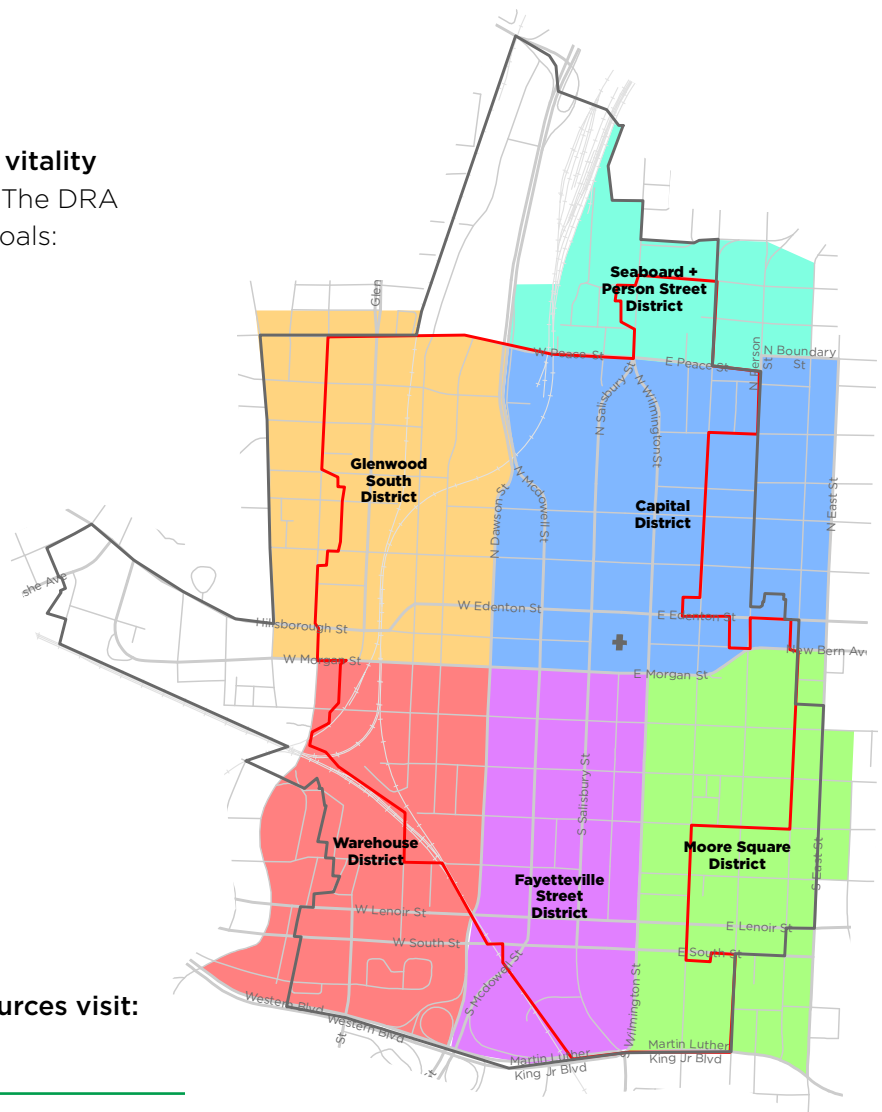 vitality
The DRA
oals:
Glen
Seaboard +
Person Street
District
W Peace St
E Peace St
N Person
St
N Boundary
St
N Salisbury St
N Wilmington St
Glenwood
South
District
N Mcdowell St
N Dawson St
Capital
District
N East St
she Ave
W Edenton St
E Edenton St
Hillsborough St
W Morgan St
New Bern Av
E Morgan St
S Salisbury St
Warehouse
District
Moore Square
District
S East St
Fayetteville
Street
District
W Lenoir St
E Lenoir St
W South St
E South St
S Mcdowell St
S Wilmington St
urces visit:
Western Blvd
Western Blvd
St
Martin Luther
King Jr Blvd
Martin Luther
King Jr Blvd